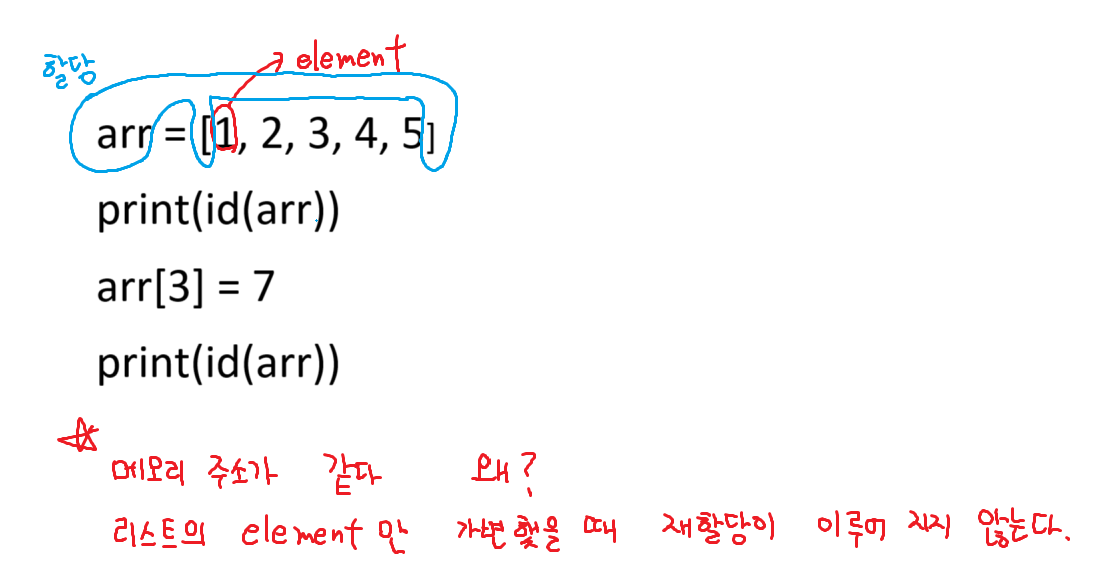 할당
element
arr = [1, 2, 3, 4, 5]
print(id(arr))
arr[3] = 7
print(id(arr))
메모리 주소가 같다 왜?
리스트의 element 만 가변했을 때 재할당이 이루어 지지 않는다.